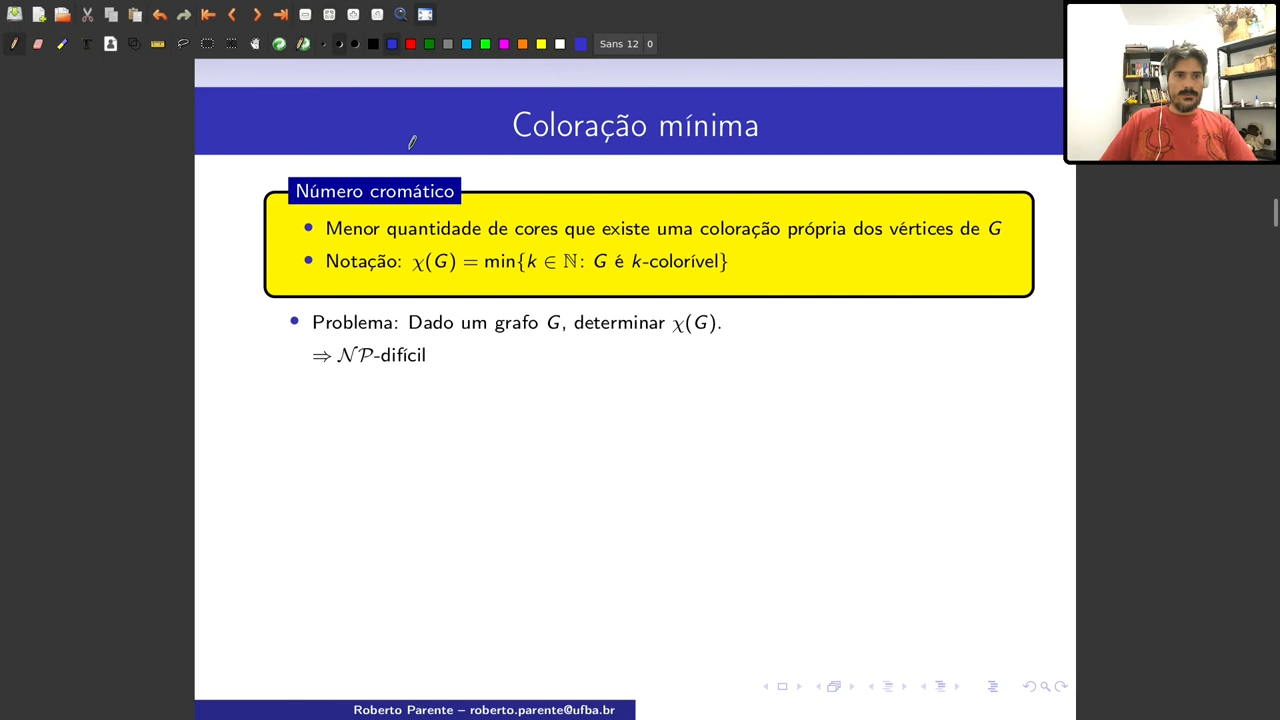 Sans 12 0
Coloração mínima
Número cromático
• Menor quantidade de cores que existe uma coloração própria dos vértices de G
• Notação: χ(G) = min{k ∈ ℕ: G é k-colorível}
• Problema: Dado um grafo G, determinar χ(G).
⇒ 𝒩𝒫-difícil
Roberto Parente – roberto.parente@ufba.br